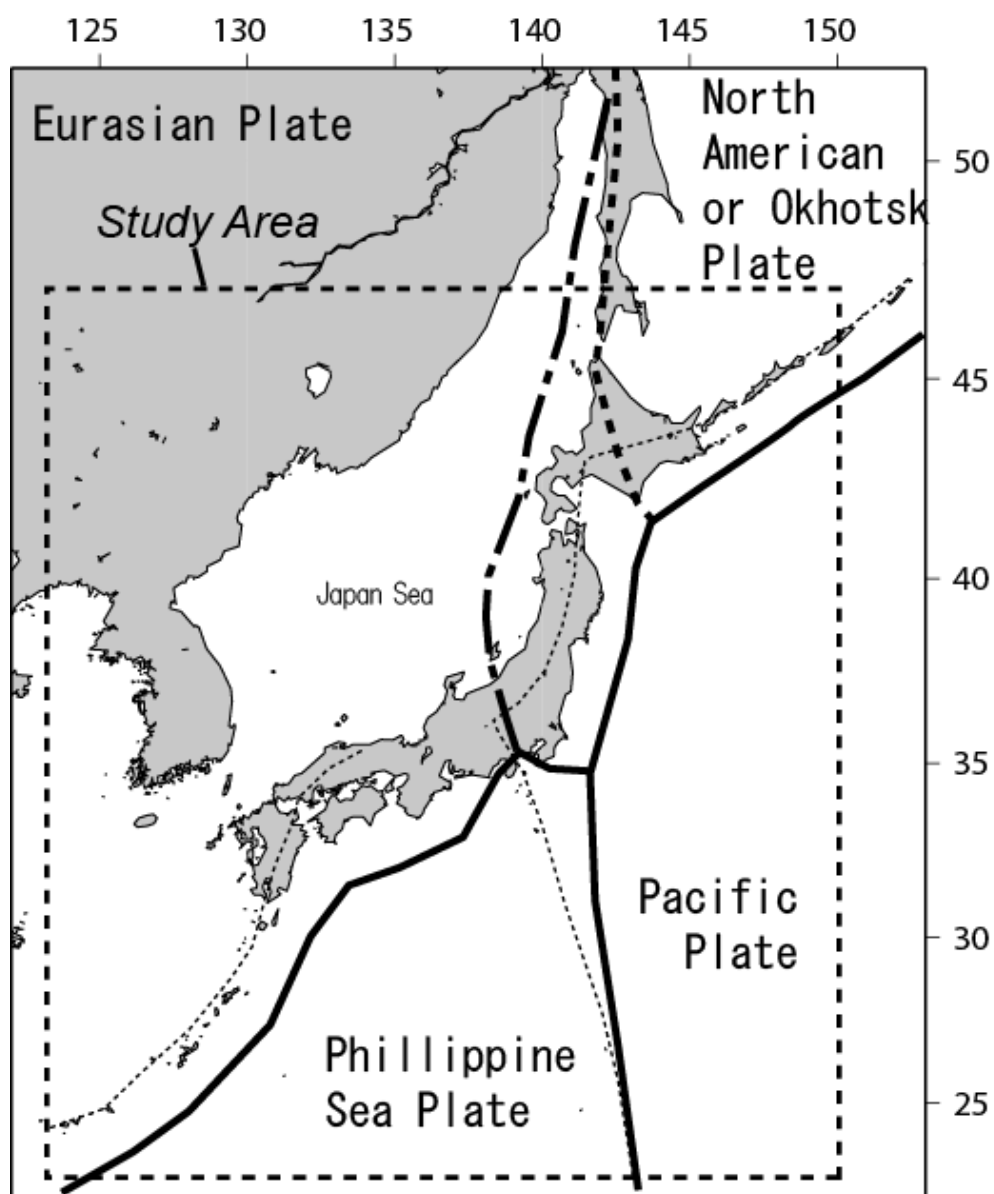 125 130 135 140 145 150
Eurasian Plate
North
American
or Okhotsk
Plate
Study Area
50
45
40
35
30
25
Japan Sea
Pacific
Plate
Phillippine
Sea Plate